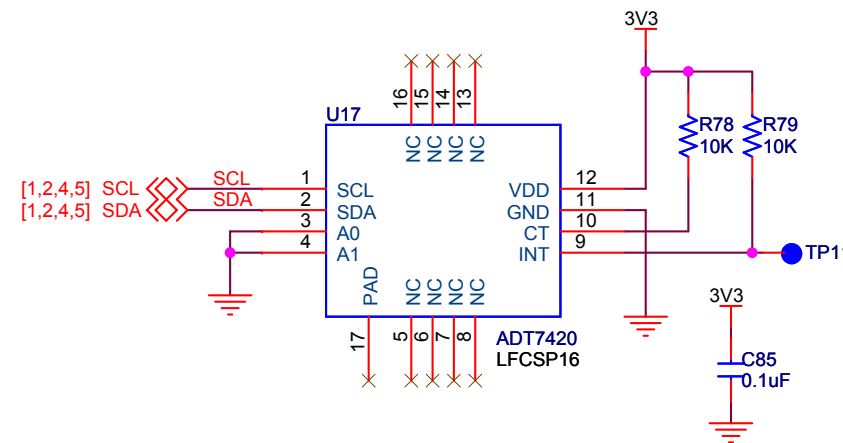 3V3
16
15
14
13
U17
NC
NC
NC
NC
R78
10K
R79
10K
[1,2,4,5] SCL
SCL
1
SCL
VDD
12
[1,2,4,5] SDA
SDA
2
SDA
GND
11
3
A0
CT
10
4
A1
INT
9
TP1
PAD
NC
NC
NC
NC
17
5
6
7
8
ADT7420
LFCSP16
3V3
C85
0.1uF